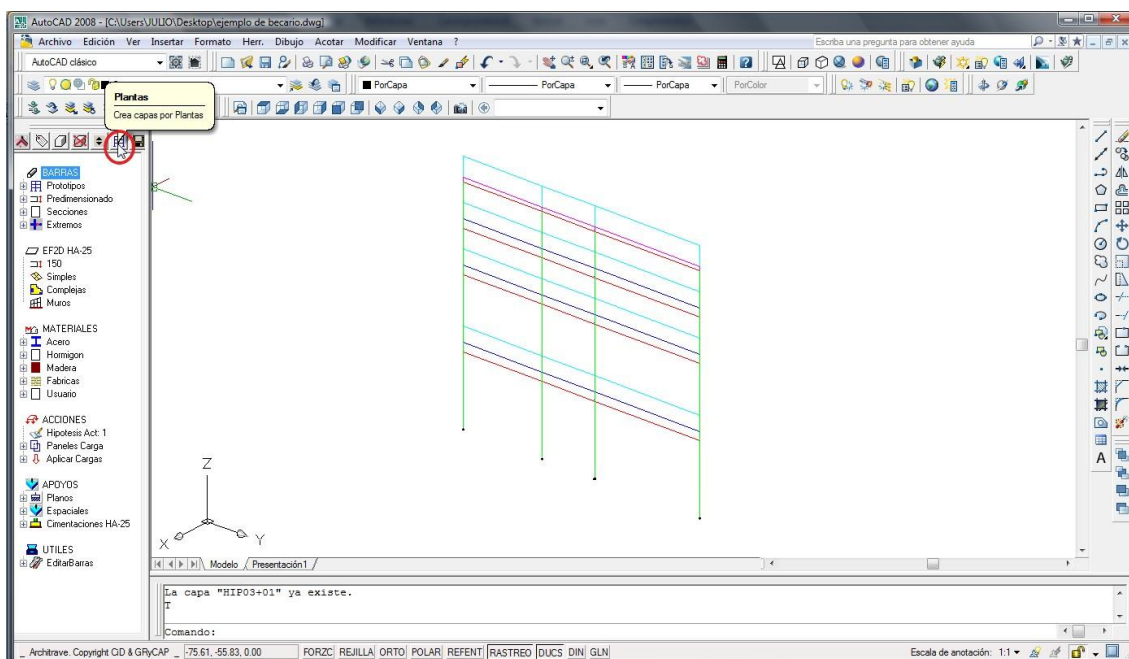 AutoCAD 2008 - [C:\Users\JULIO\Desktop\ejemplo de becario.dwg]
Archivo Edición Ver Insertar Formato Herr. Dibujo Acotar Modificar Ventana ?
Escriba una pregunta para obtener ayuda
AutoCAD clásico
PorCapa PorCapa PorCapa PorColor
Plantas
Crea capas por Plantas
BARRAS
Prototipos
Predimensionado
Secciones
Extremos
EF2D HA-25
150
Simples
Complejas
Muros
MATERIALES
Acero
Hormigon
Madera
Fabricas
Usuario
ACCIONES
Hipotesis Act: 1
Paneles Carga
Aplicar Cargas
APOYOS
Planos
Espaciales
Cimentaciones HA-25
UTILES
EditarBarras
Z
X
Y
Modelo Presentación1
La capa "HIP03+01" ya existe.
T
Comando:
_ Architrave. Copyright CiD & GRyCAP _ -75.61, -55.83, 0.00 FORZC REJILLA ORTO POLAR REFENT RASTREO DUCS DIN GLN Escala de anotación: 1:1